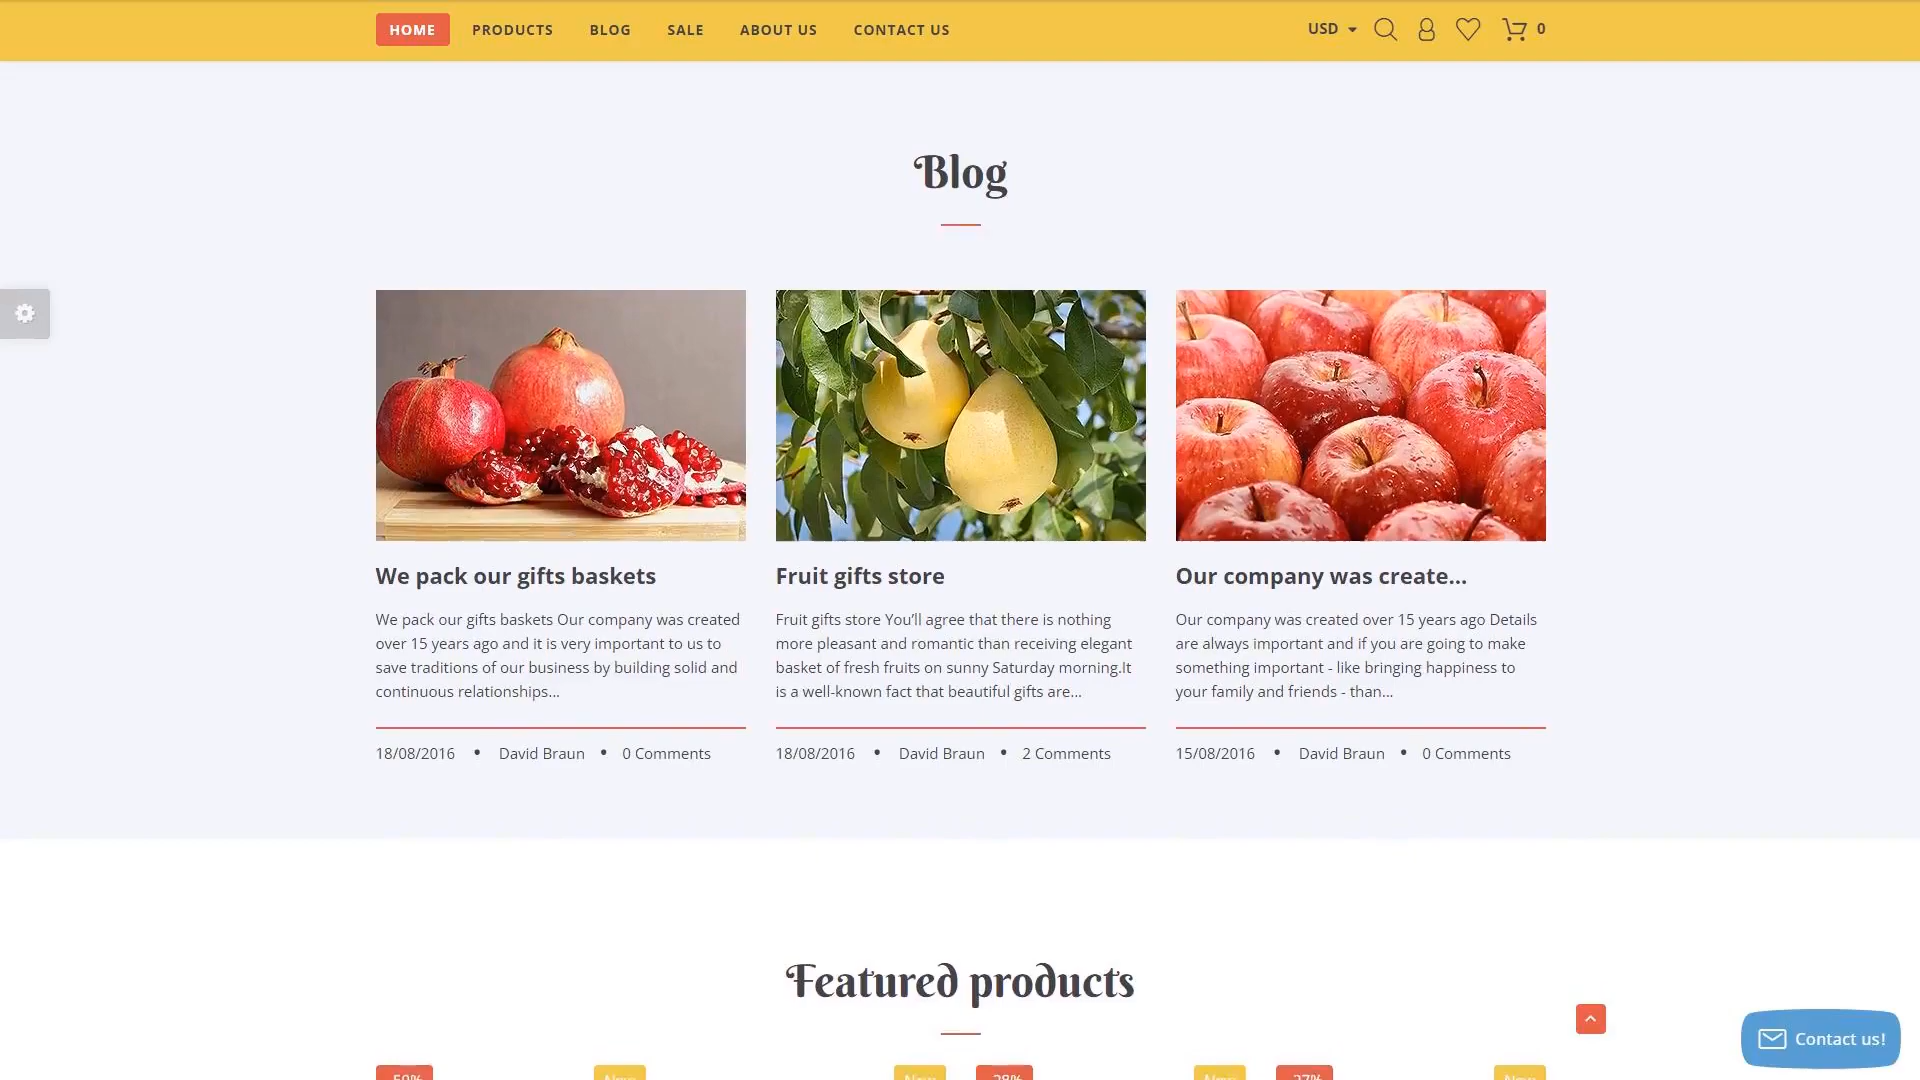 HOME PRODUCTS BLOG SALE ABOUT US CONTACT US USD 0
Blog
We pack our gifts baskets
We pack our gifts baskets Our company was created
over 15 years ago and it is very important to us to
save traditions of our business by building solid and
continuous relationships...
18/08/2016 • David Braun • 0 Comments
Fruit gifts store
Fruit gifts store You’ll agree that there is nothing
more pleasant and romantic than receiving elegant
basket of fresh fruits on sunny Saturday morning.It
is a well-known fact that beautiful gifts are...
18/08/2016 • David Braun • 2 Comments
Our company was create...
Our company was created over 15 years ago Details
are always important and if you are going to make
something important - like bringing happiness to
your family and friends - than...
15/08/2016 • David Braun • 0 Comments
Featured products
Contact us!